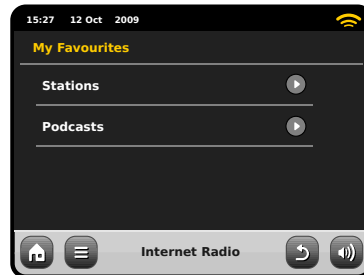 15:27 12 Oct 2009
My Favourites
Stations
Podcasts
Internet Radio